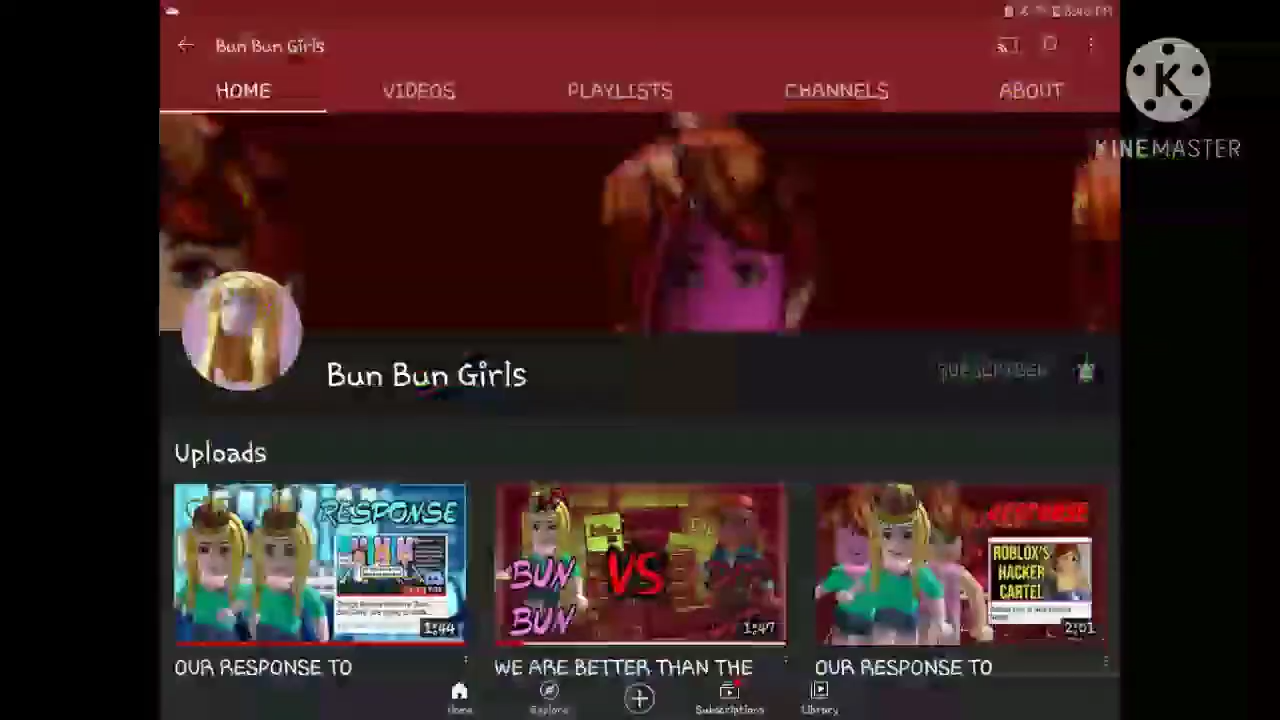 Bun Bun Girls
HOME VIDEOS PLAYLISTS CHANNELS ABOUT
K
KINEMASTER
Bun Bun Girls
SUBSCRIBED
Uploads
RESPONSE
1:44
BUN
BUN
VS
1:47
RESPONSE
ROBLOX'S
HACKER
CARTEL
2:01
OUR RESPONSE TO
WE ARE BETTER THAN THE
OUR RESPONSE TO
Home Explore Subscriptions Library